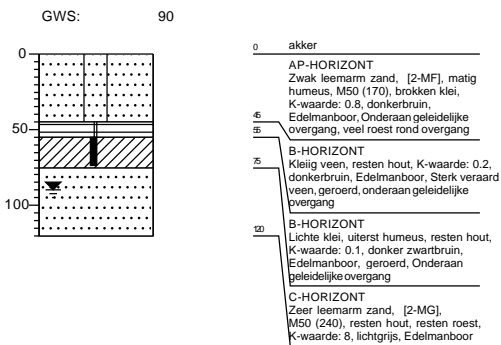 GWS: 90
0
50
100
0 akker
AP-HORIZONT
Zwak leemarm zand, [2-MF], matig
humeus, M50 (170), brokken klei,
K-waarde: 0.8, donkerbruin,
Edelmanboor, Onderaan geleidelijke
overgang, veel roest rond overgang
45
55
B-HORIZONT
Kleiig veen, resten hout, K-waarde: 0.2,
donkerbruin, Edelmanboor, Sterk veraard
veen, geroerd, onderaan geleidelijke
overgang
75
B-HORIZONT
Lichte klei, uiterst humeus, resten hout,
K-waarde: 0.1, donker zwartbruin,
Edelmanboor, geroerd, Onderaan
geleidelijke overgang
120
C-HORIZONT
Zeer leemarm zand, [2-MG],
M50 (240), resten hout, resten roest,
K-waarde: 8, lichtgrijs, Edelmanboor